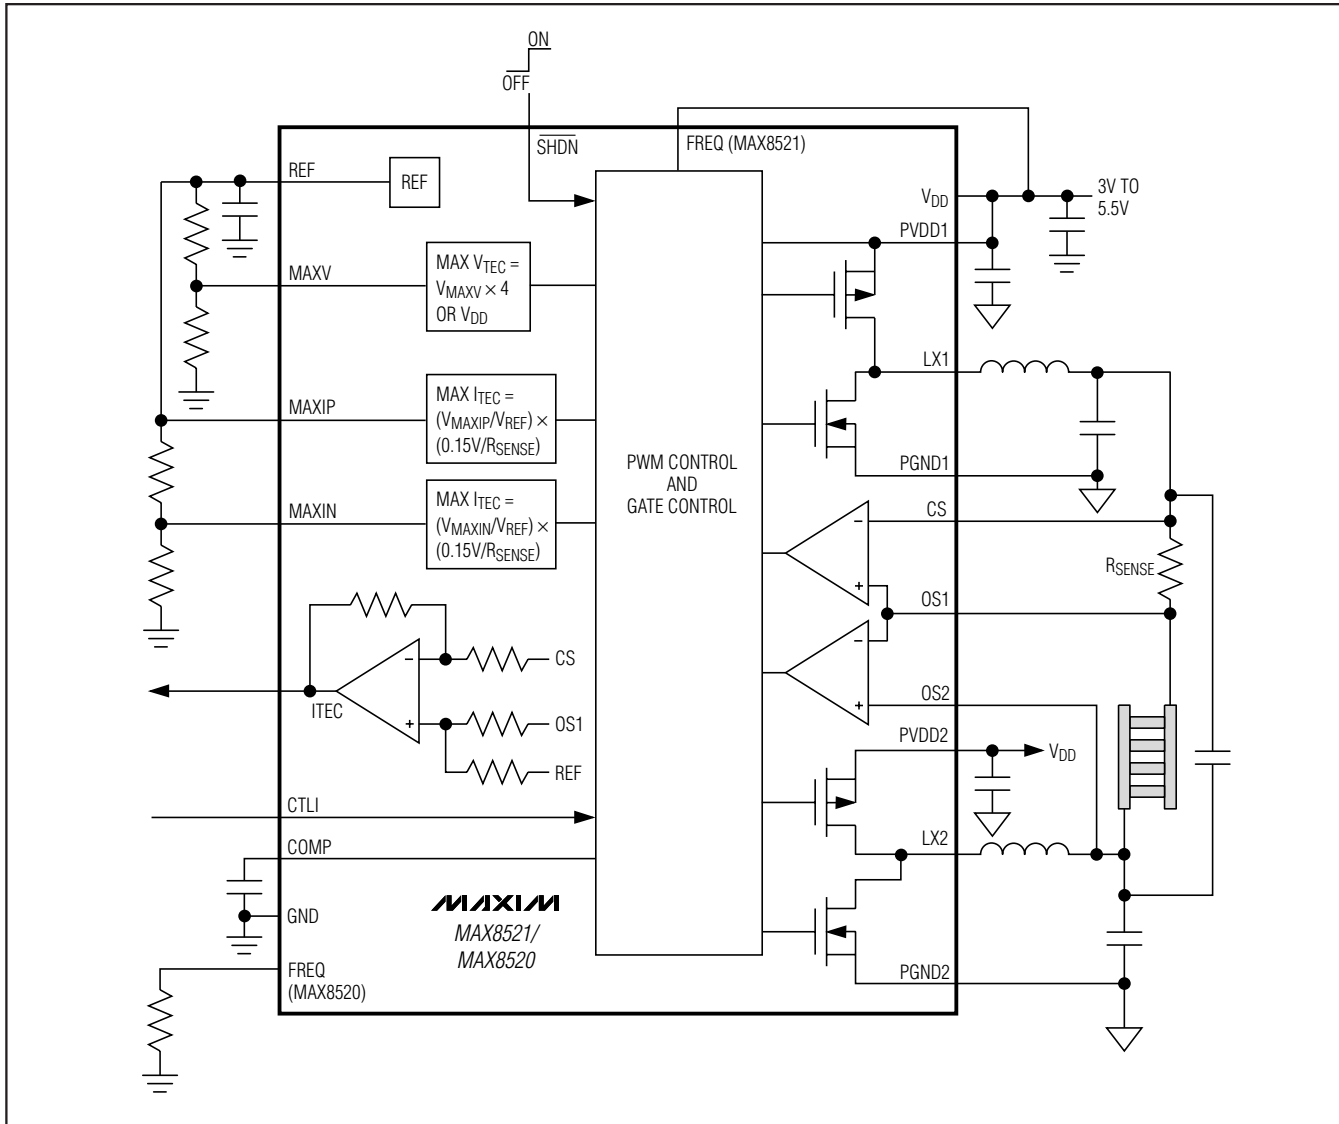 ON
OFF
SHDN
FREQ (MAX8521)
REF
REF
VDD
3V TO
5.5V
PVDD1
MAXV
MAX VTEC =
VMAXV × 4
OR VDD
LX1
MAXIP
MAX ITEC =
(VMAXIP/VREF) ×
(0.15V/RSENSE)
PWM CONTROL
AND
GATE CONTROL
PGND1
MAXIN
MAX ITEC =
(VMAXIN/VREF) ×
(0.15V/RSENSE)
CS
−
+
RSENSE
OS1
−
+
OS2
−
+
CS
OS1
REF
ITEC
PVDD2
VDD
CTLI
LX2
COMP
GND
MAXIM
MAX8521/
MAX8520
FREQ
(MAX8520)
PGND2